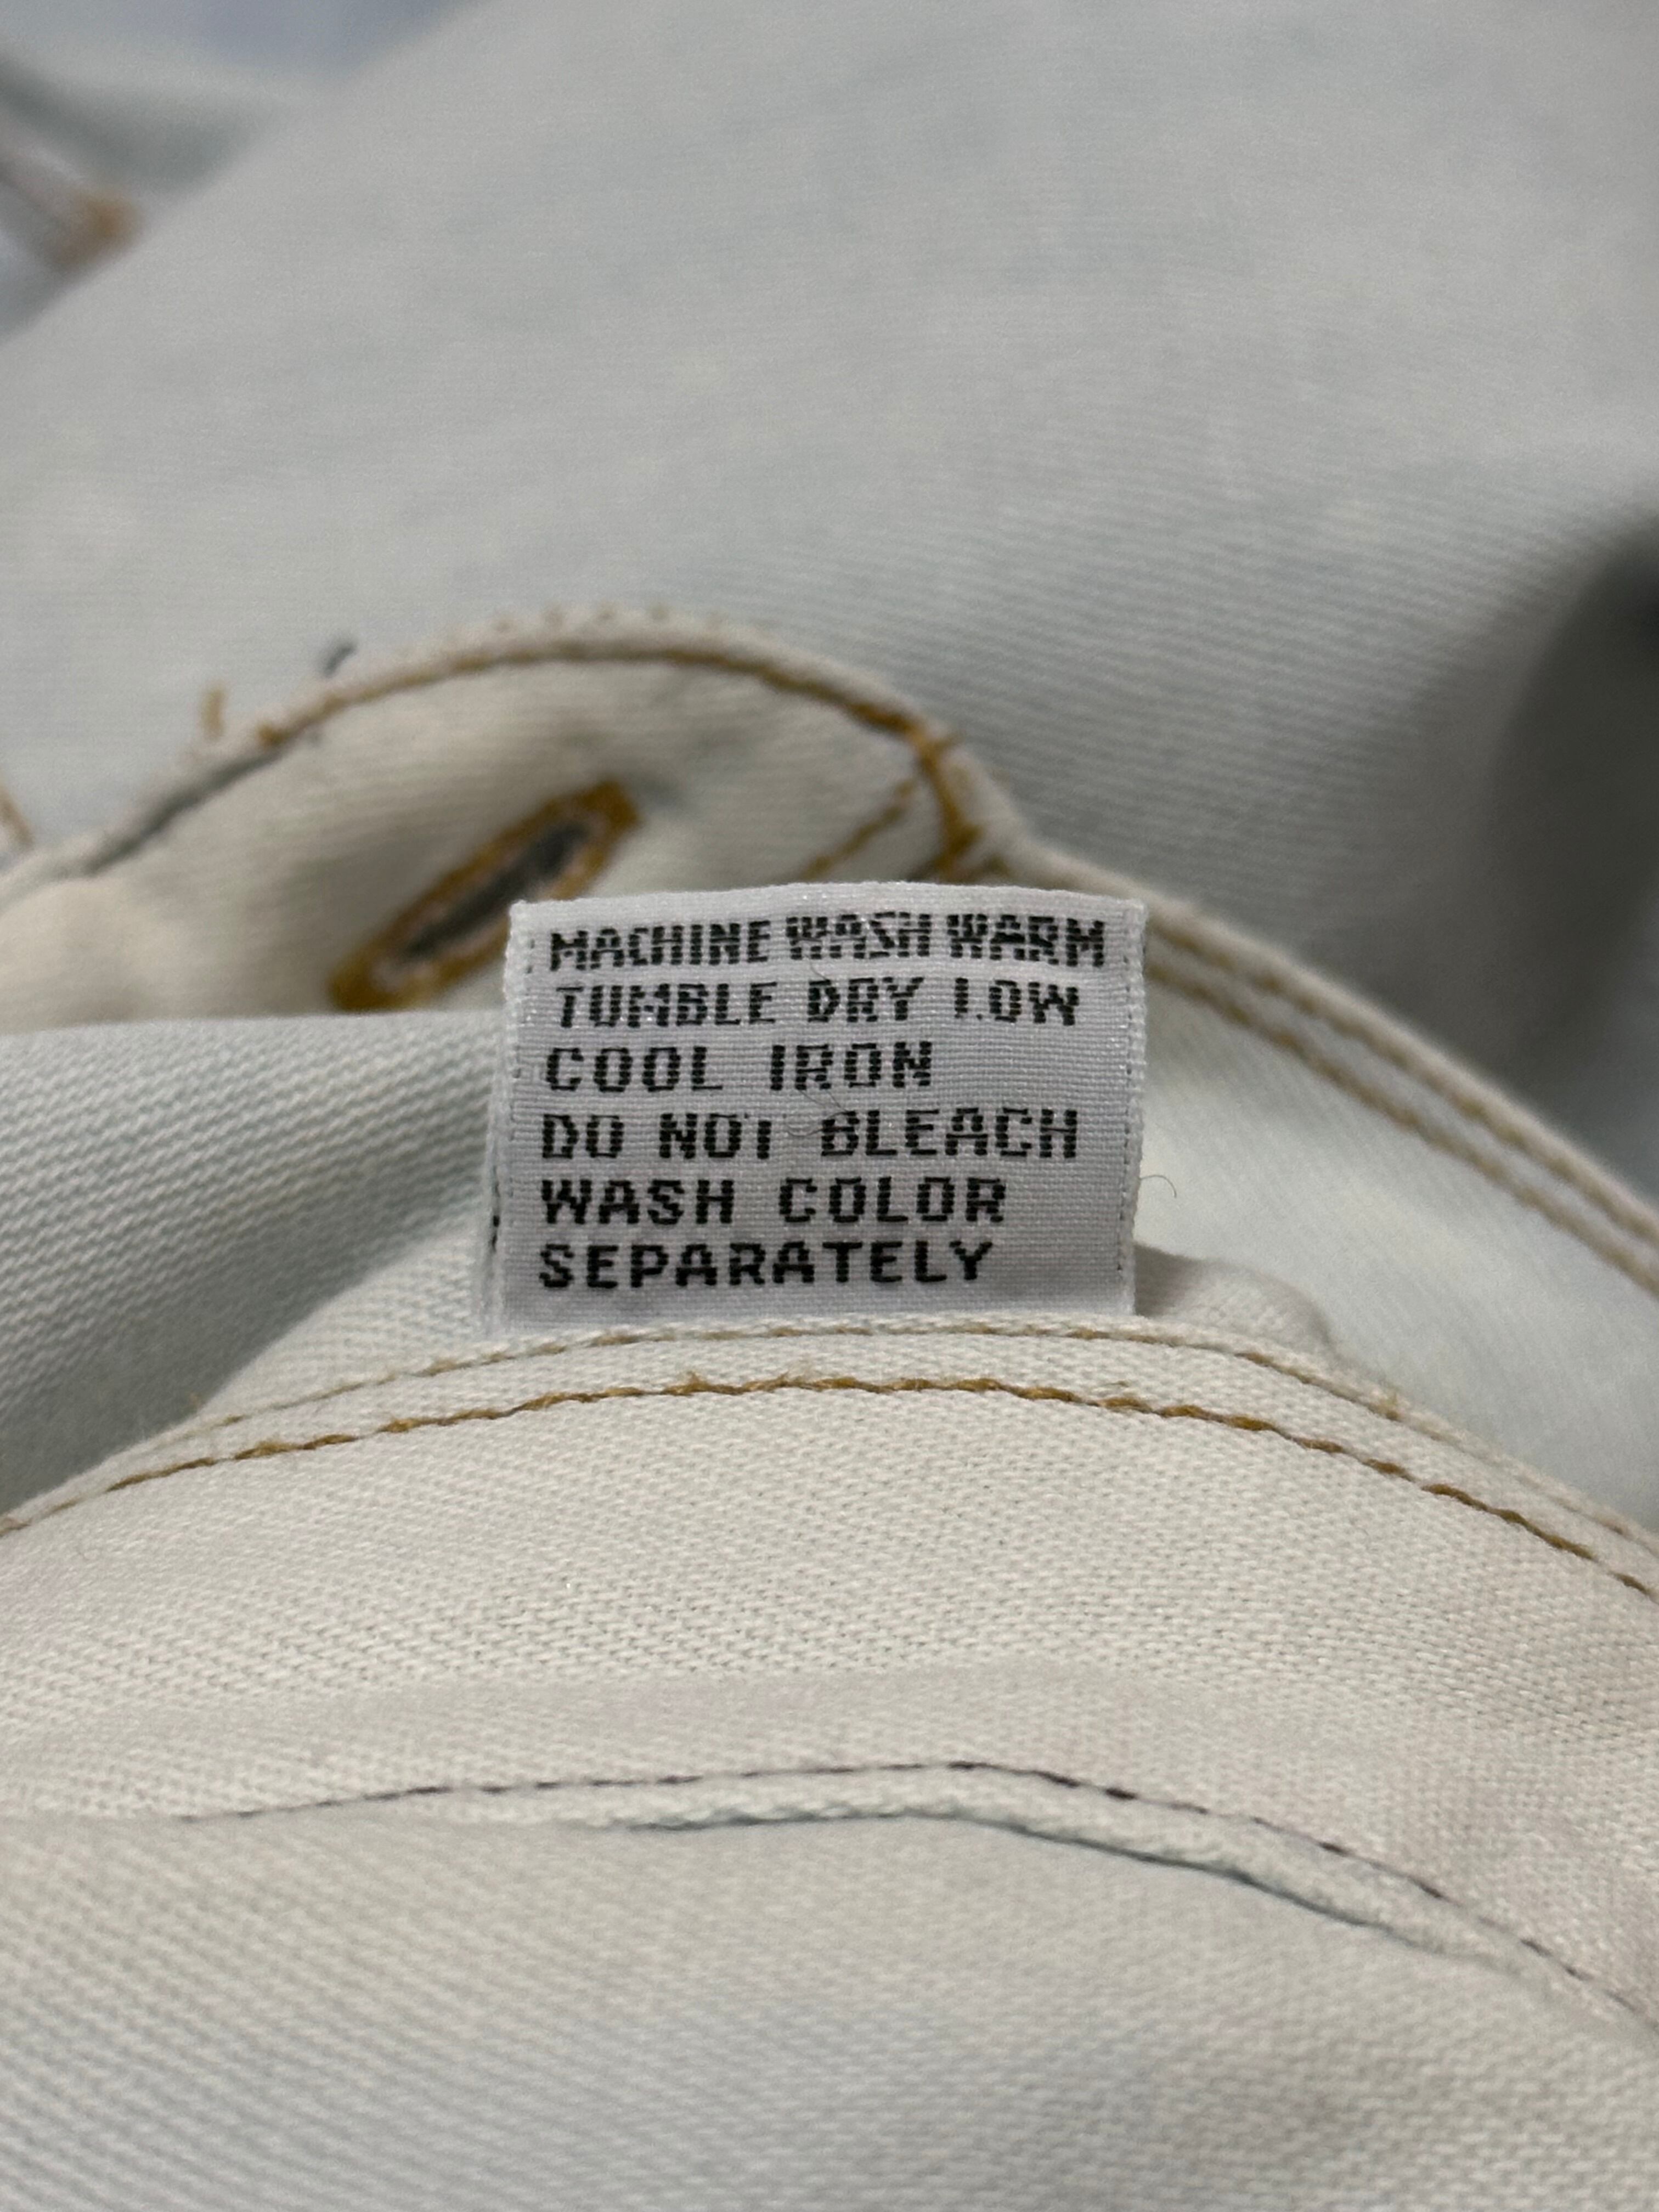 MACHINE WASH WARM
TUMBLE DRY LOW
COOL IRON
DO NOT BLEACH
WASH COLOR
SEPARATELY